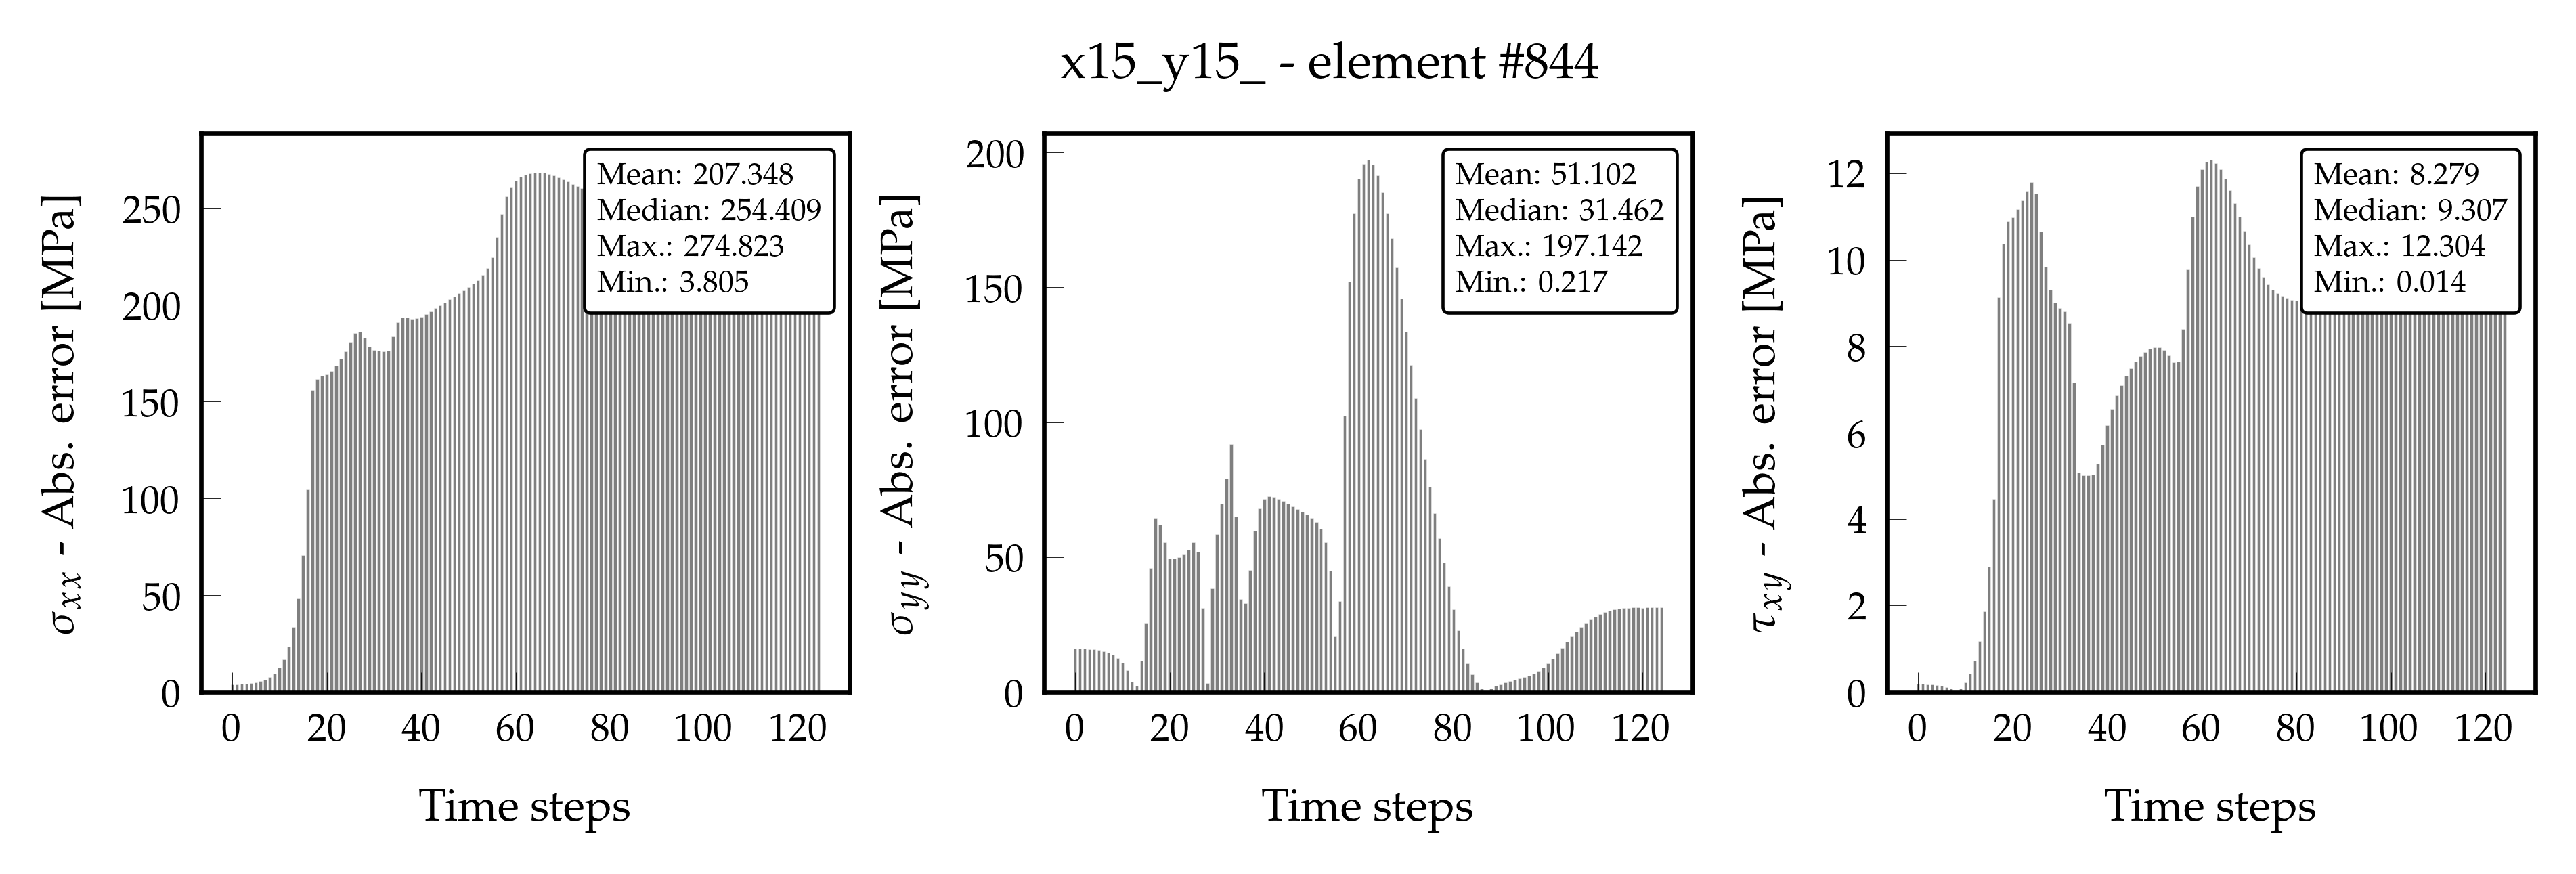 x15_y15_ - element #844
σxx - Abs. error [MPa]
250
200
150
100
50
0
0 20 40 60 80 100 120
Time steps
Mean: 207.348
Median: 254.409
Max.: 274.823
Min.: 3.805
σyy - Abs. error [MPa]
200
150
100
50
0
0 20 40 60 80 100 120
Time steps
Mean: 51.102
Median: 31.462
Max.: 197.142
Min.: 0.217
τxy - Abs. error [MPa]
12
10
8
6
4
2
0
0 20 40 60 80 100 120
Time steps
Mean: 8.279
Median: 9.307
Max.: 12.304
Min.: 0.014